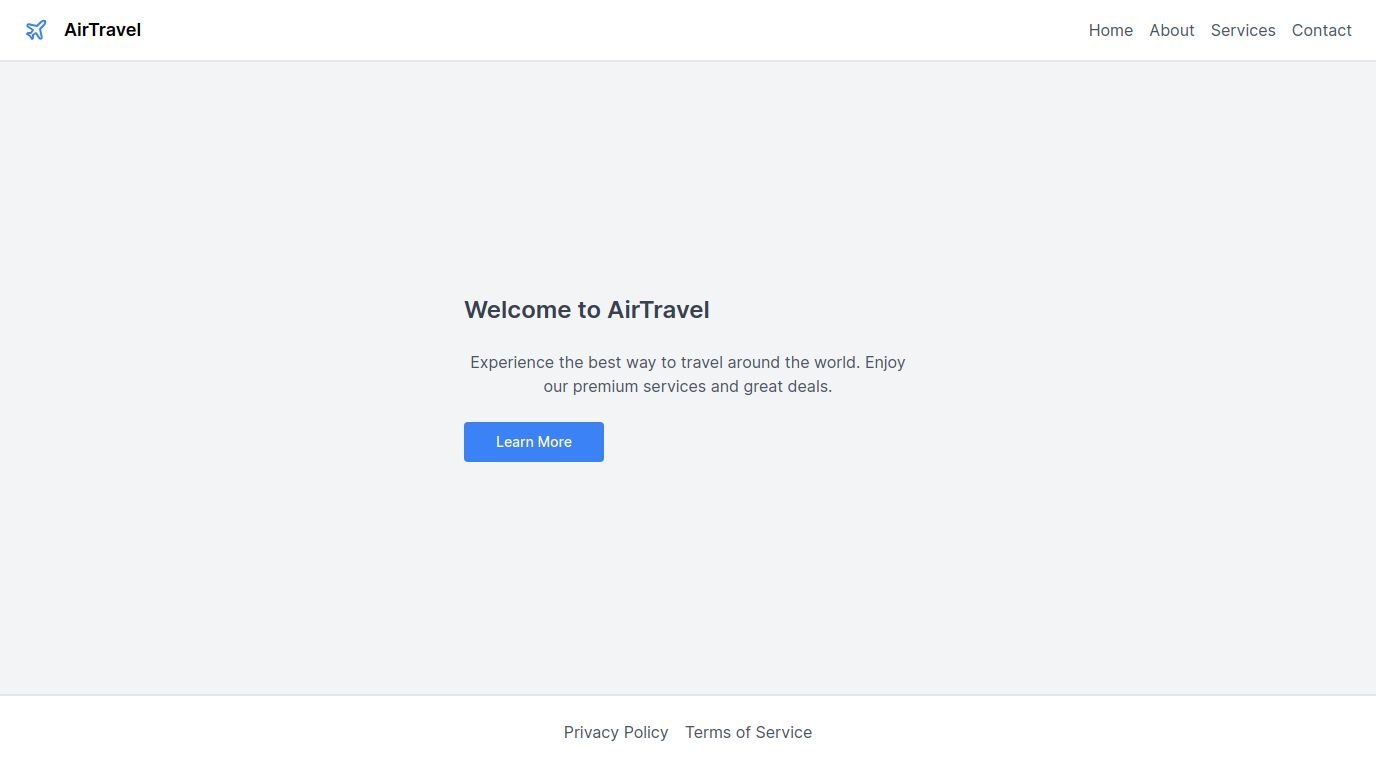 AirTravel
Home About Services Contact
Welcome to AirTravel
Experience the best way to travel around the world. Enjoy
our premium services and great deals.
Learn More
Privacy Policy Terms of Service